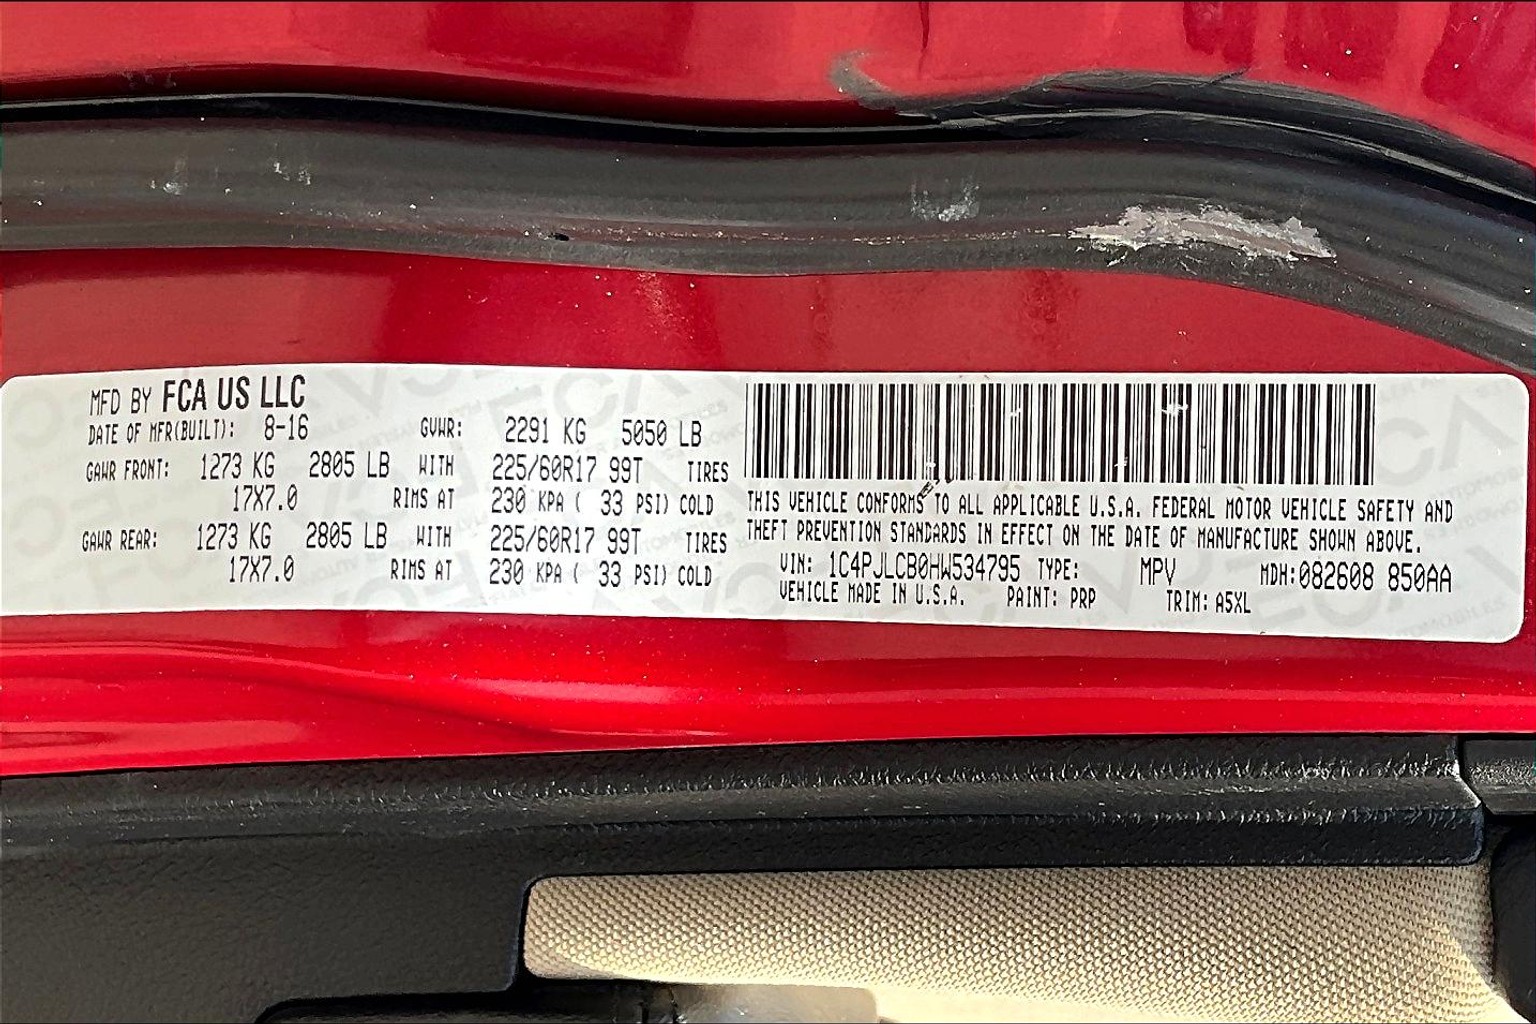 MFD BY FCA US LLC
DATE OF MFR(BUILT): 8-16 GVWR: 2291 KG 5050 LB
GAWR FRONT: 1273 KG 2805 LB WITH 225/60R17 99T TIRES
17X7.0 RIMS AT 230 KPA ( 33 PSI) COLD
GAWR REAR: 1273 KG 2805 LB WITH 225/60R17 99T TIRES
17X7.0 RIMS AT 230 KPA ( 33 PSI) COLD
THIS VEHICLE CONFORMS TO ALL APPLICABLE U.S.A. FEDERAL MOTOR VEHICLE SAFETY AND
THEFT PREVENTION STANDARDS IN EFFECT ON THE DATE OF MANUFACTURE SHOWN ABOVE.
VIN: 1C4PJLCB0HW534795 TYPE: MPV MDH:082608 850AA
VEHICLE MADE IN U.S.A. PAINT: PRP TRIM: A5XL